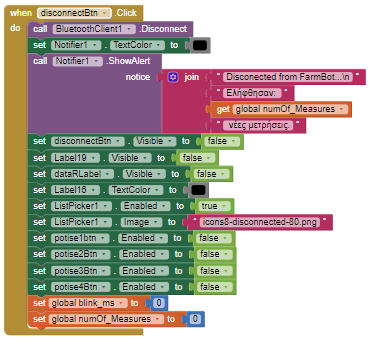 when disconnectBtn .Click
do call BluetoothClient1 .Disconnect
set Notifier1 . TextColor to
call Notifier1 .ShowAlert
notice join " Disconected from FarmBot...\n "
" Ελήφθησαν: "
get global numOf_Measures
" νέες μετρήσεις. "
set disconnectBtn . Visible to false
set Label19 . Visible to false
set dataRLabel . Visible to false
set Label16 . TextColor to
set ListPicker1 . Enabled to true
set ListPicker1 . Image to " icons8-disconnected-80.png "
set potise1btn . Enabled to false
set potise2Btn . Enabled to false
set potise3Btn . Enabled to false
set potise4Btn . Enabled to false
set global blink_ms to 0
set global numOf_Measures to 0